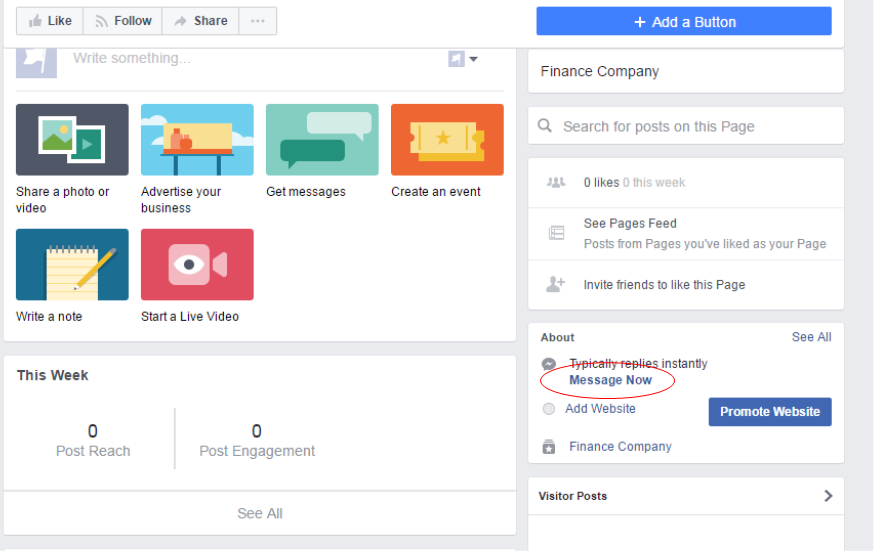 Like
Follow
Share
+ Add a Button
Write something...
Share a photo or
video
Advertise your
business
Get messages
Create an event
Write a note
Start a Live Video
This Week
0
Post Reach
0
Post Engagement
See All
Finance Company
Search for posts on this Page
0 likes 0 this week
See Pages Feed
Posts from Pages you've liked as your Page
Invite friends to like this Page
About
See All
Typically replies instantly
Message Now
Add Website
Promote Website
Finance Company
Visitor Posts